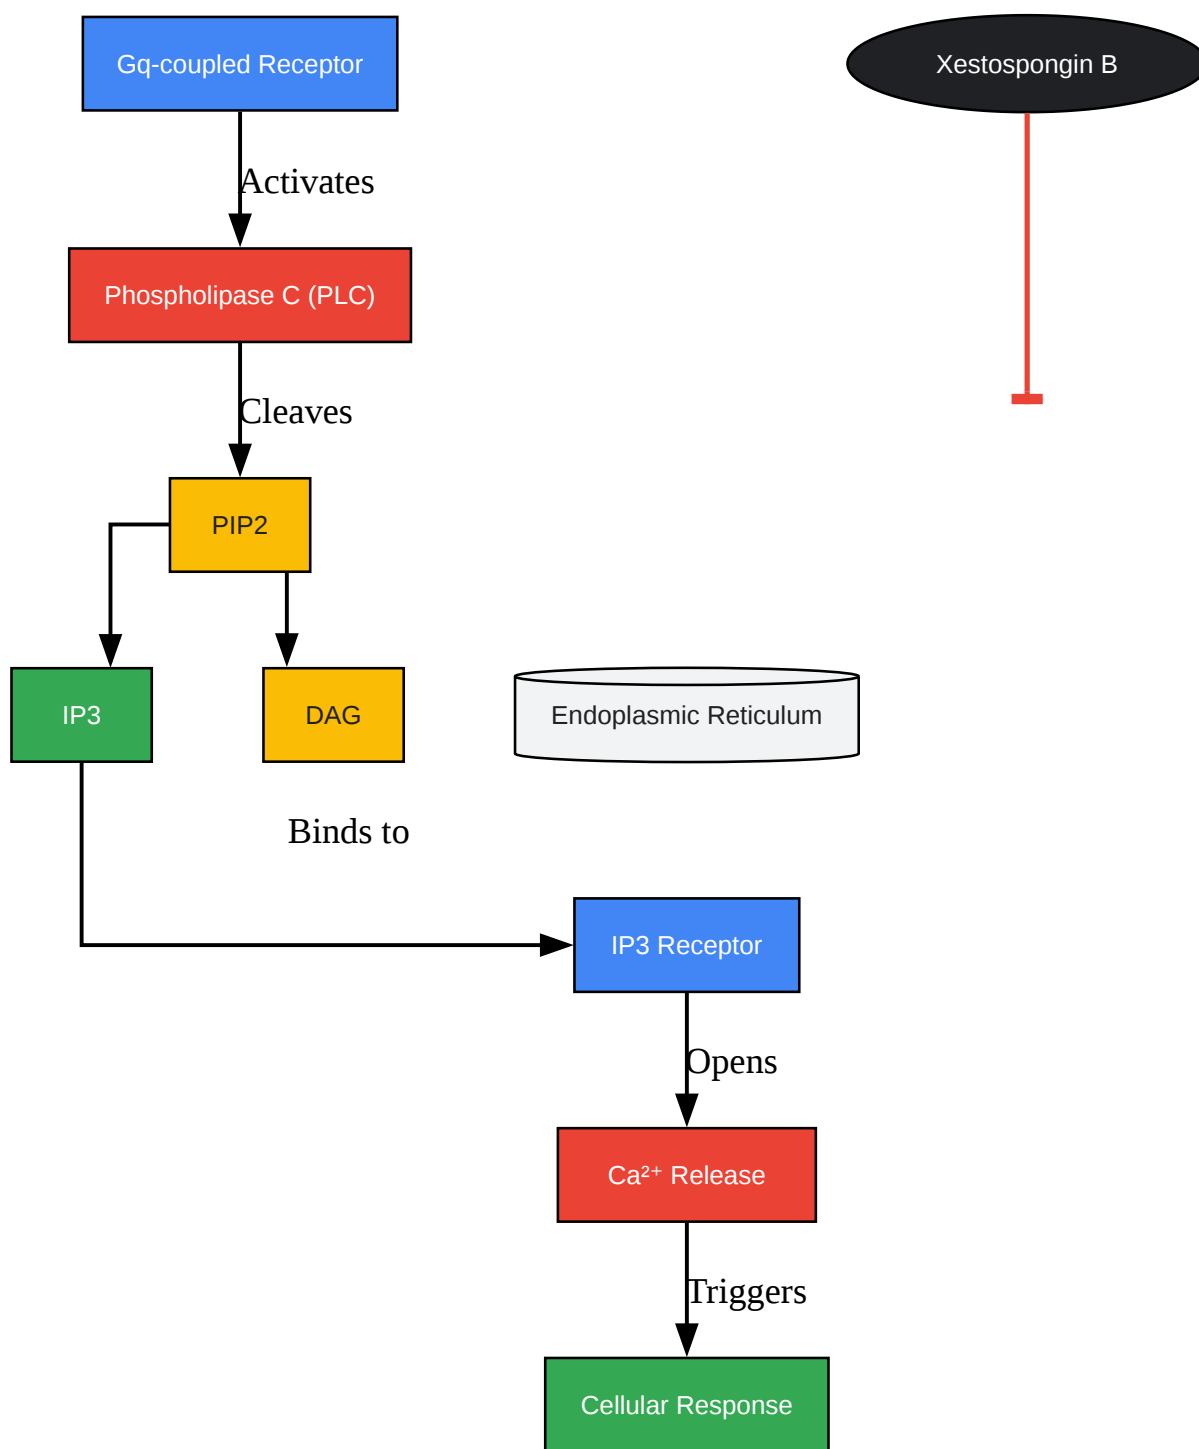 Gq-coupled Receptor
Xestospongin B
Activates
Phospholipase C (PLC)
Cleaves
PIP2
IP3
DAG
Endoplasmic Reticulum
Binds to
IP3 Receptor
Opens
Ca²⁺ Release
Triggers
Cellular Response